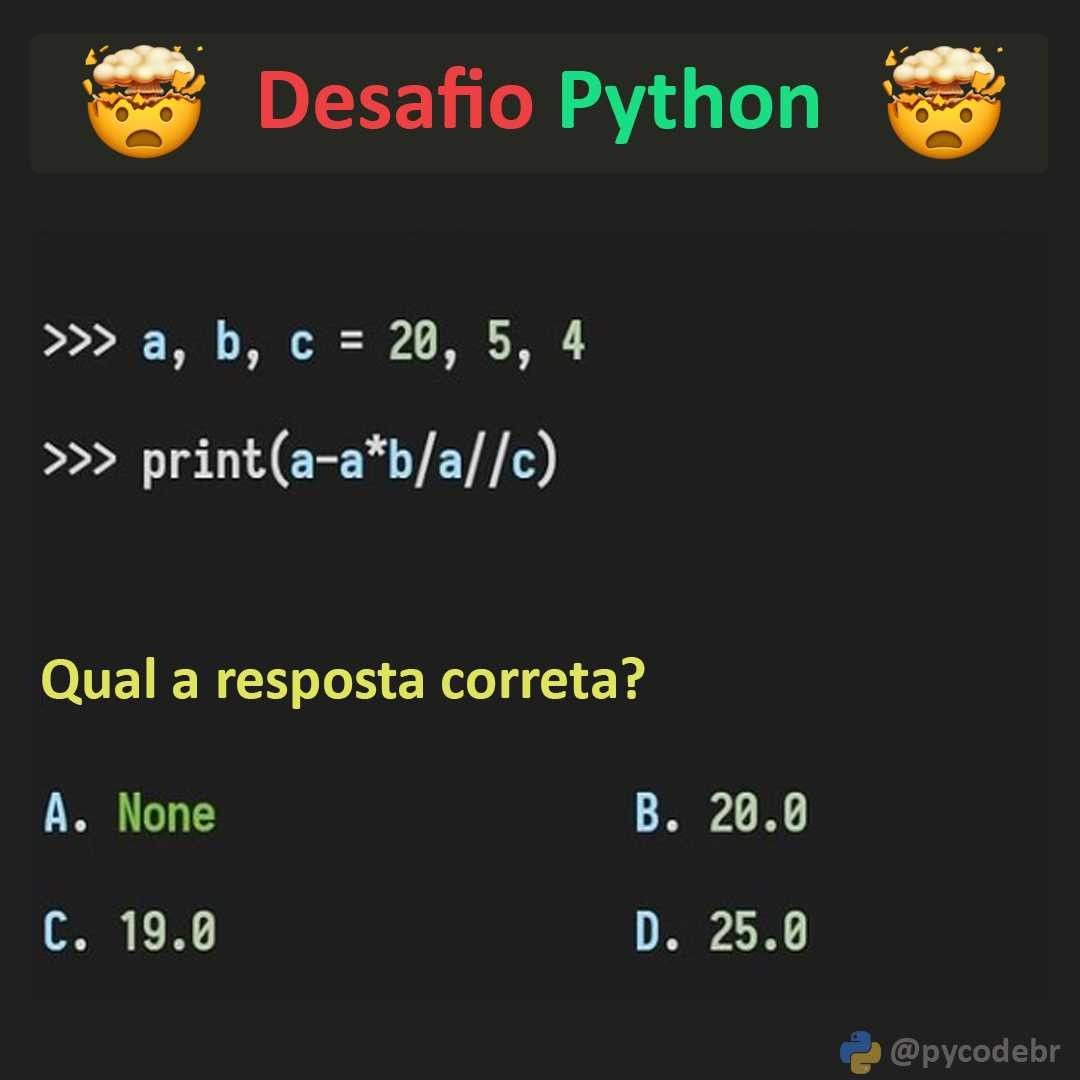 Desafio Python
>>> a, b, c = 20, 5, 4
>>> print(a-a*b/a//c)
Qual a resposta correta?
A. None
B. 20.0
C. 19.0
D. 25.0
@pycodebr